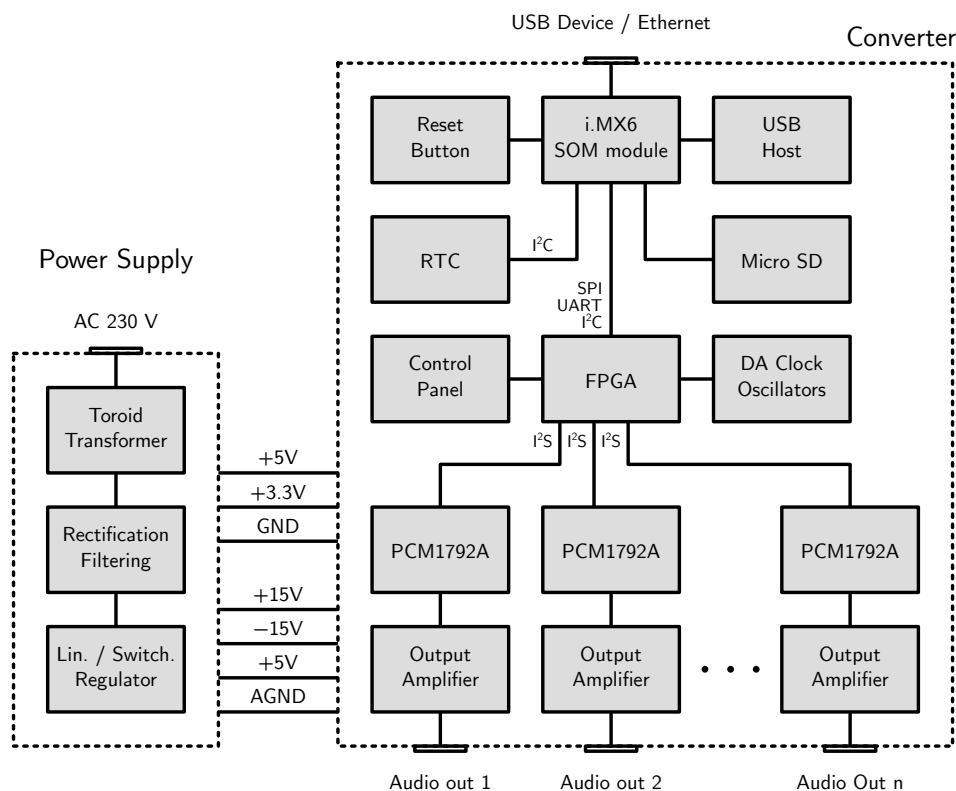 USB Device / Ethernet
Converter
Reset
Button
i.MX6
SOM module
USB
Host
RTC
I²C
Micro SD
Power Supply
SPI
UART
I²C
AC 230 V
Control
Panel
FPGA
DA Clock
Oscillators
Toroid
Transformer
I²S
I²S
I²S
+5V
+3.3V
GND
Rectification
Filtering
PCM1792A
PCM1792A
PCM1792A
+15V
−15V
+5V
AGND
Lin. / Switch.
Regulator
Output
Amplifier
Output
Amplifier
Output
Amplifier
Audio out 1
Audio out 2
Audio Out n